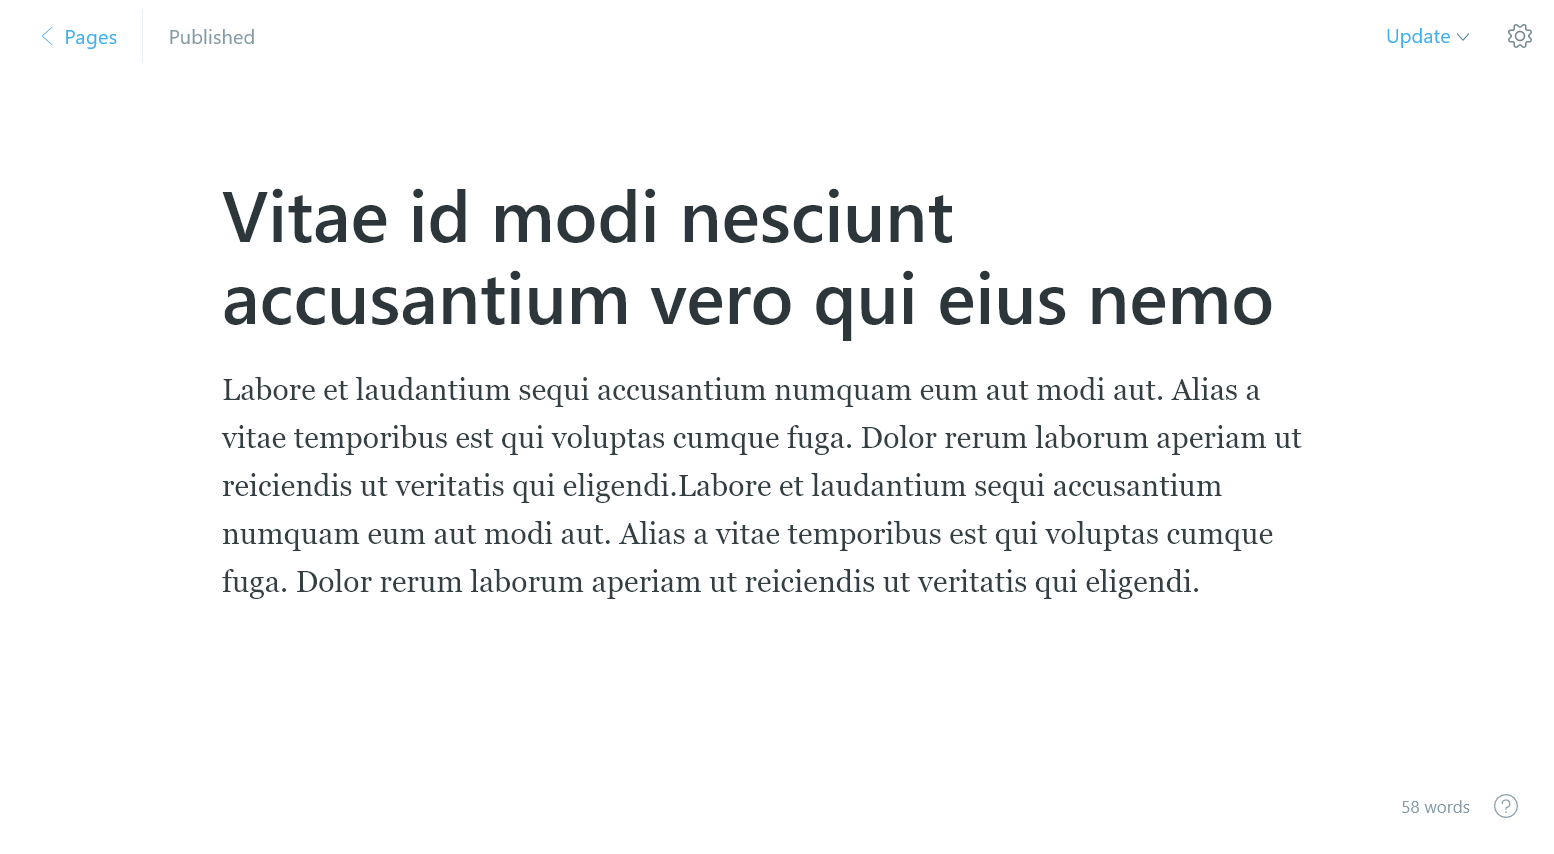 Pages
Published
Update
Vitae id modi nesciunt
accusantium vero qui eius nemo
Labore et laudantium sequi accusantium numquam eum aut modi aut. Alias a
vitae temporibus est qui voluptas cumque fuga. Dolor rerum laborum aperiam ut
reiciendis ut veritatis qui eligendi.Labore et laudantium sequi accusantium
numquam eum aut modi aut. Alias a vitae temporibus est qui voluptas cumque
fuga. Dolor rerum laborum aperiam ut reiciendis ut veritatis qui eligendi.
58 words
?